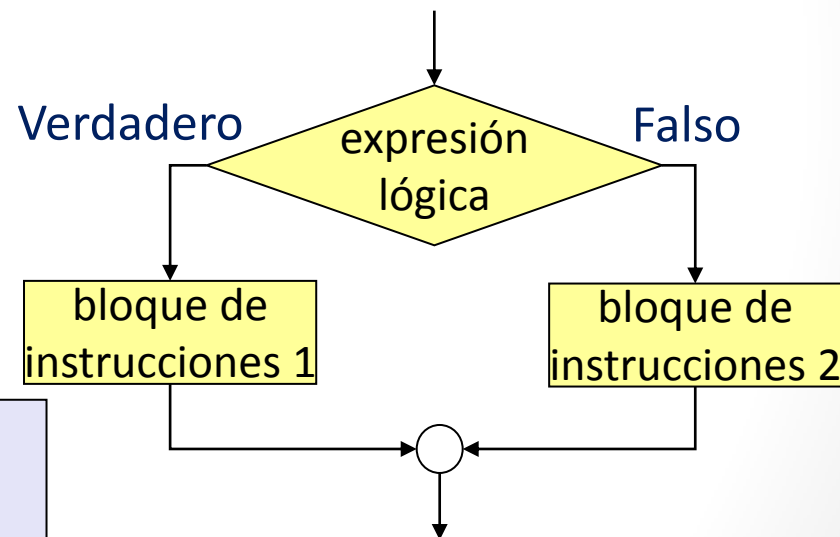 Verdadero
expresión
lógica
Falso
bloque de
instrucciones 1
bloque de
instrucciones 2